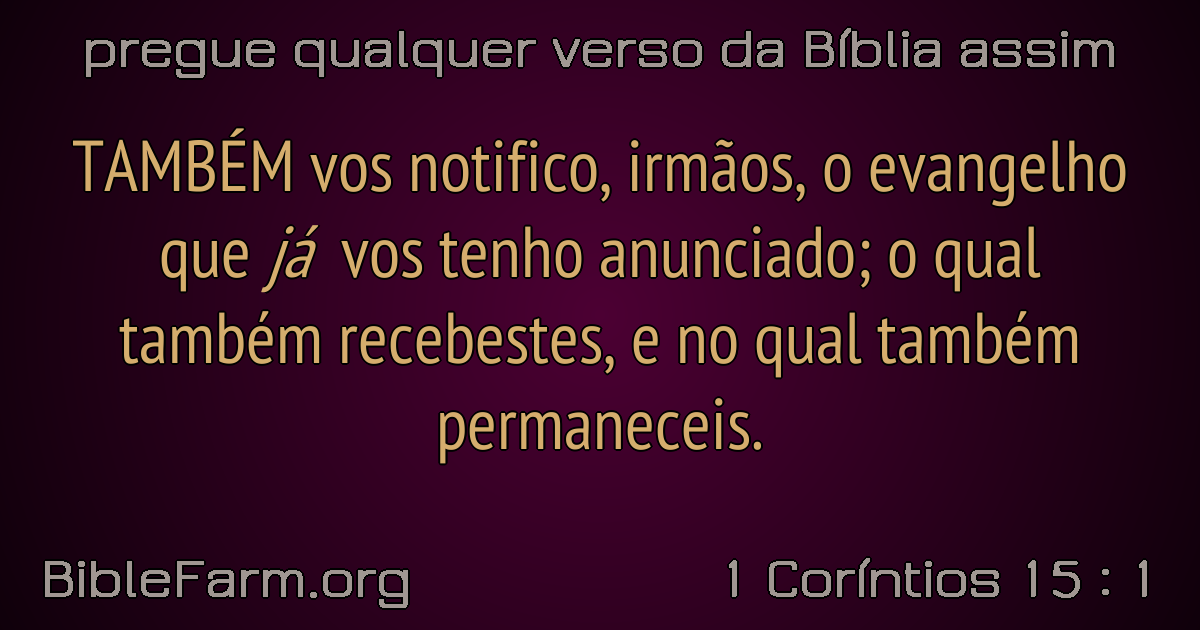 pregue qualquer verso da Bíblia assim
TAMBÉM vos notifico, irmãos, o evangelho
que já vos tenho anunciado; o qual
também recebestes, e no qual também
permaneceis.
BibleFarm.org
1 Coríntios 15 : 1